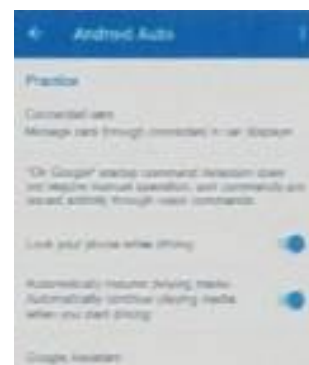 Android Auto
Practice
Connected cars
Manage cars through connected in car displays
"Ok Google" startup command detection does
not require manual operation, and commands are
issued entirely through voice commands.
Lock your phone while driving
Automatically resume playing media
Automatically continue playing media
when you start driving
Google Assistant